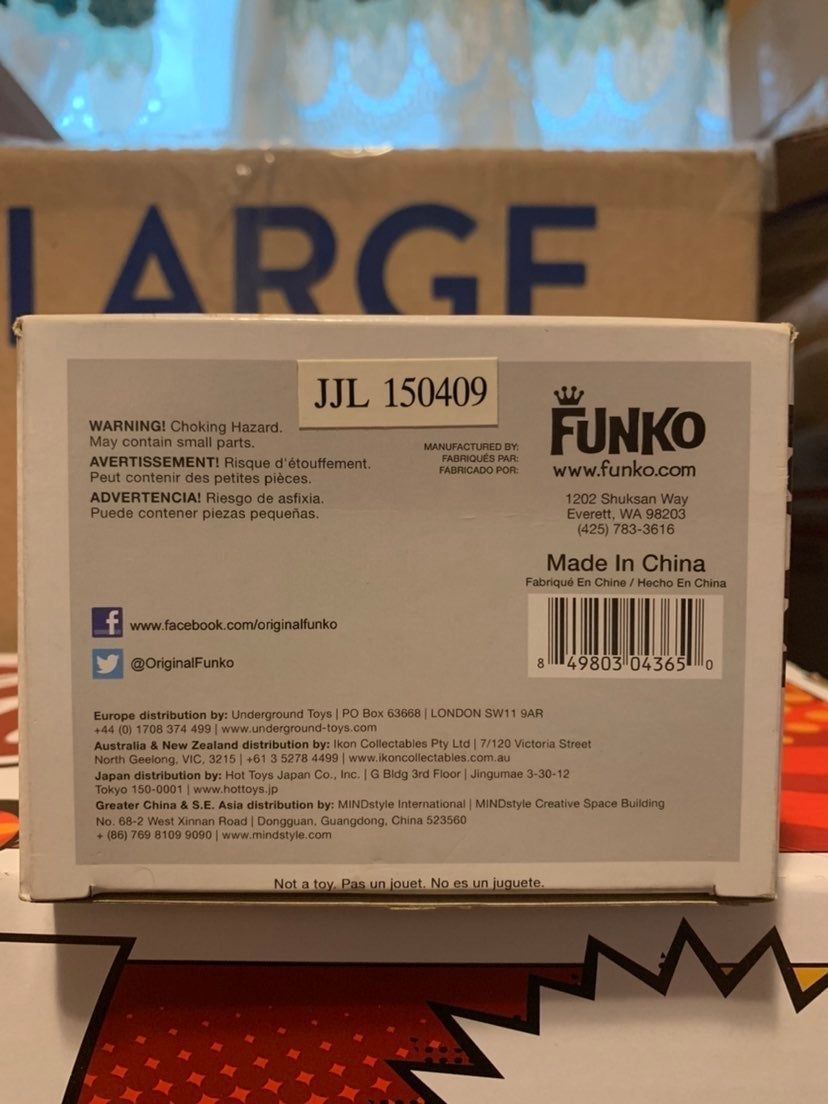 LARGE
JJL 150409
WARNING! Choking Hazard.
May contain small parts.
AVERTISSEMENT! Risque d'étouffement.
Peut contenir des petites pièces.
ADVERTENCIA! Riesgo de asfixia.
Puede contener piezas pequeñas.
MANUFACTURED BY:
FABRIQUÉS PAR:
FABRICADO POR:
FUNKO
www.funko.com
1202 Shuksan Way
Everett, WA 98203
(425) 783-3616
Made In China
Fabriqué En Chine / Hecho En China
8 49803 04365 0
f www.facebook.com/originalfunko
@OriginalFunko
Europe distribution by: Underground Toys | PO Box 63668 | LONDON SW11 9AR
+44 (0) 1708 374 499 | www.underground-toys.com
Australia & New Zealand distribution by: Ikon Collectables Pty Ltd | 7/120 Victoria Street
North Geelong, VIC, 3215 | +61 3 5278 4499 | www.ikoncollectables.com.au
Japan distribution by: Hot Toys Japan Co., Inc. | G Bldg 3rd Floor | Jingumae 3-30-12
Tokyo 150-0001 | www.hottoys.jp
Greater China & S.E. Asia distribution by: MINDstyle International | MINDstyle Creative Space Building
No. 68-2 West Xinnan Road | Dongguan, Guangdong, China 523560
+ (86) 769 8109 9090 | www.mindstyle.com
Not a toy. Pas un jouet. No es un juguete.